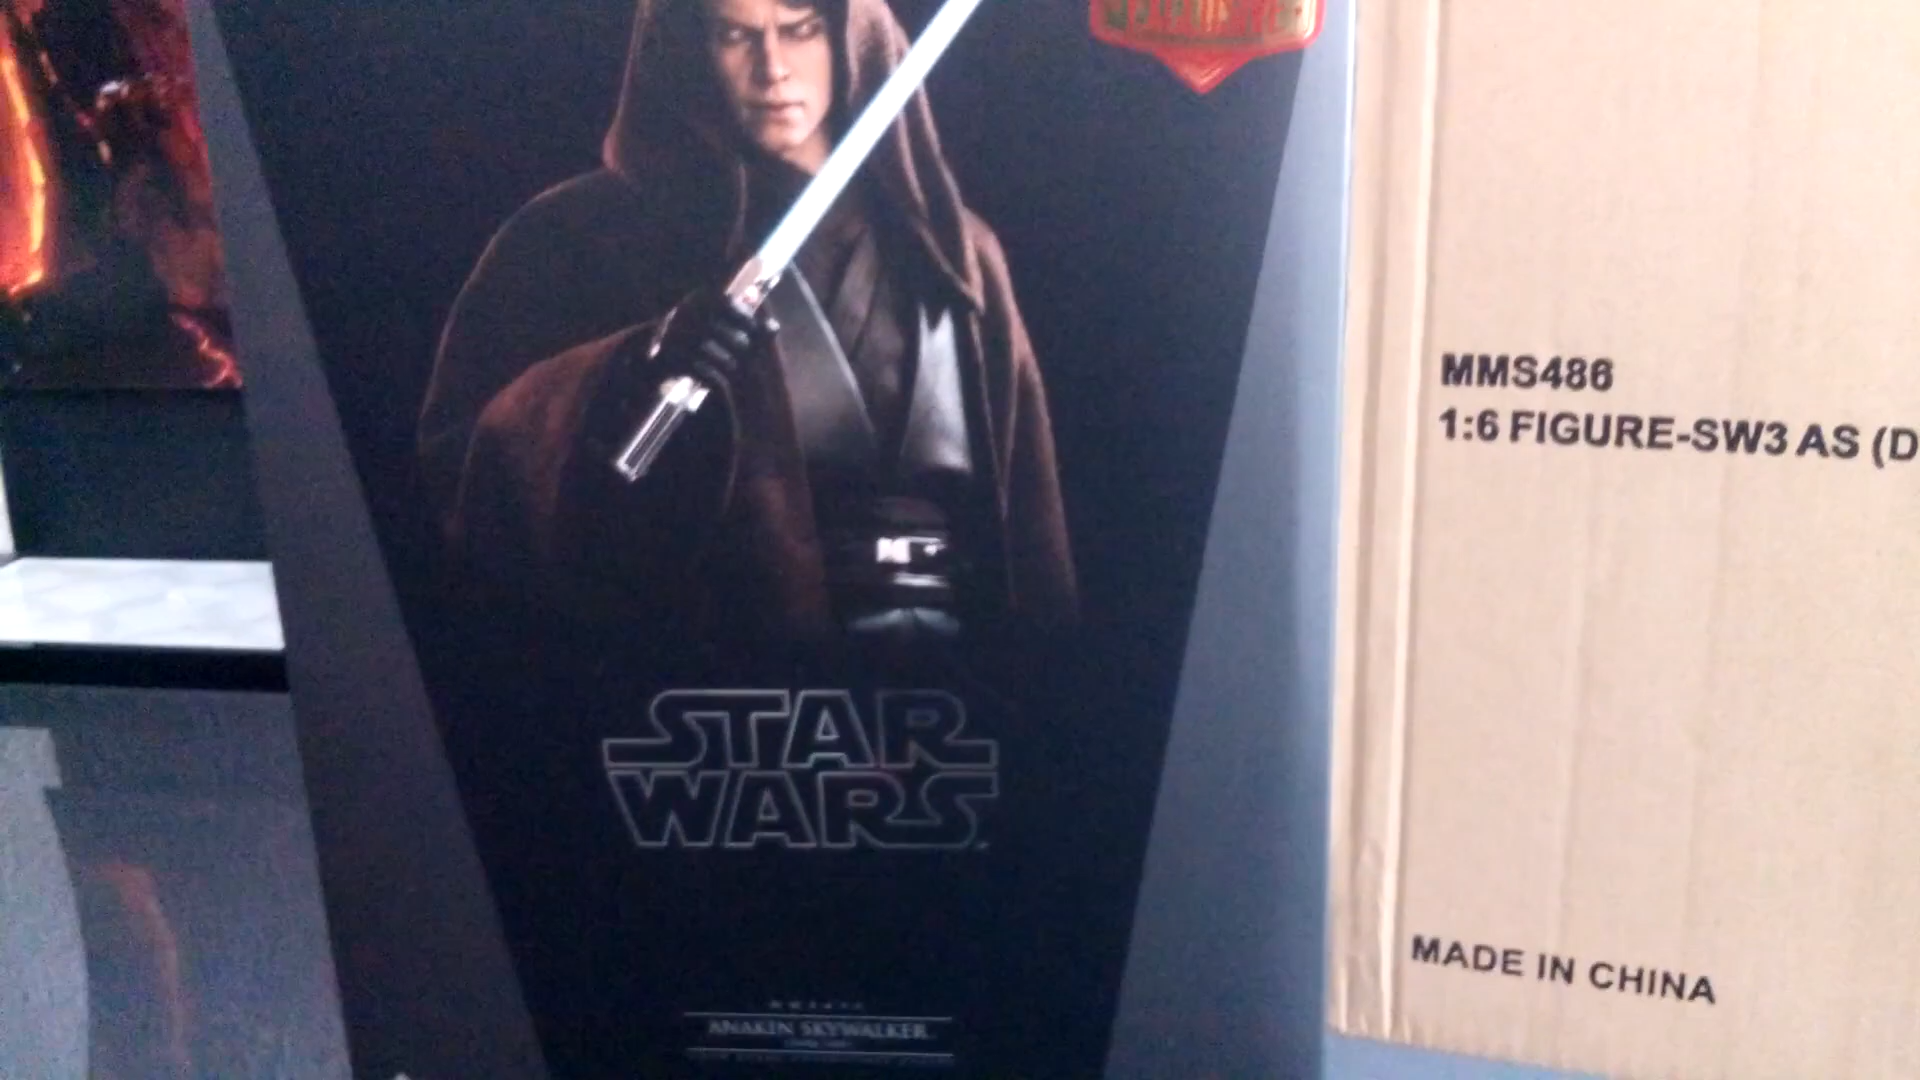 STAR
WARS
ANAKIN SKYWALKER
MMS486
1:6 FIGURE-SW3 AS (D
MADE IN CHINA